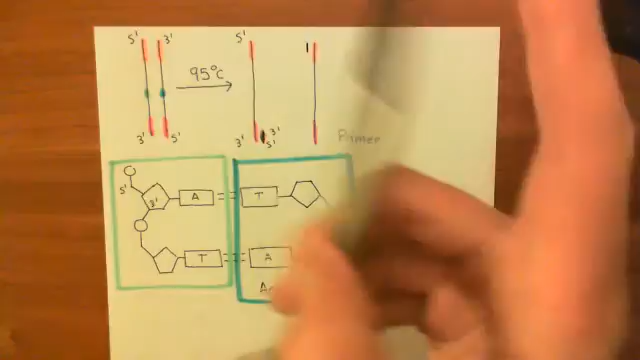 5' 3' 5'
95°C
3' 5' 3' 3' 5'
Primer
5' 3' A T
T A